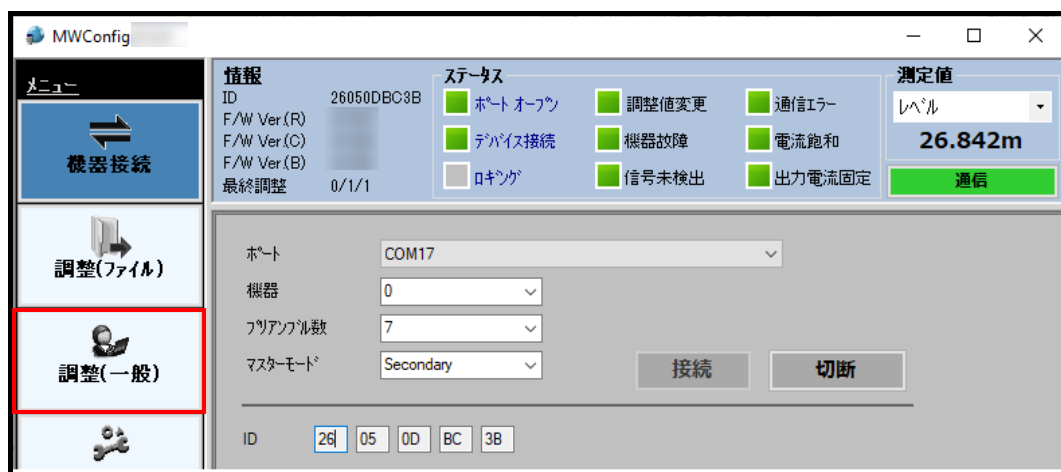 MWConfig
メニュー
機器接続
調整(ファイル)
調整(一般)
情報
ID 26050DBC3B
F/W Ver.(R)
F/W Ver.(C)
F/W Ver.(B)
最終調整 0/1/1
ステータス
ポート オープン 調整値変更 通信エラー
デバイス接続 機器故障 電流飽和
ロギング 信号未検出 出力電流固定
測定値
レベル
26.842m
通信
ポート COM17
機器 0
プリアンブル数 7
マスターモード Secondary
接続 切断
ID 26 05 0D BC 3B